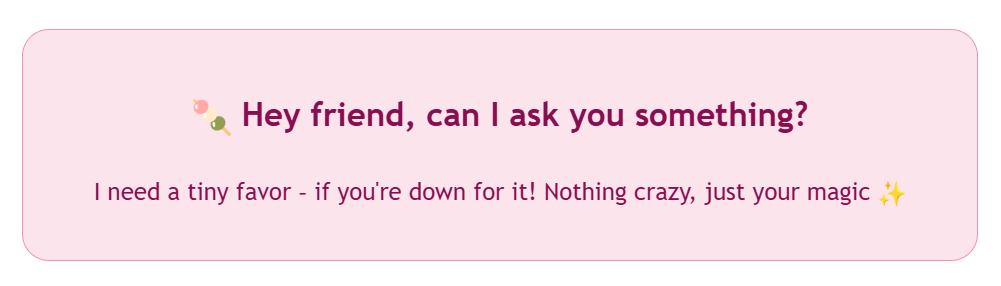 🍡 Hey friend, can I ask you something?
I need a tiny favor – if you're down for it! Nothing crazy, just your magic ✨